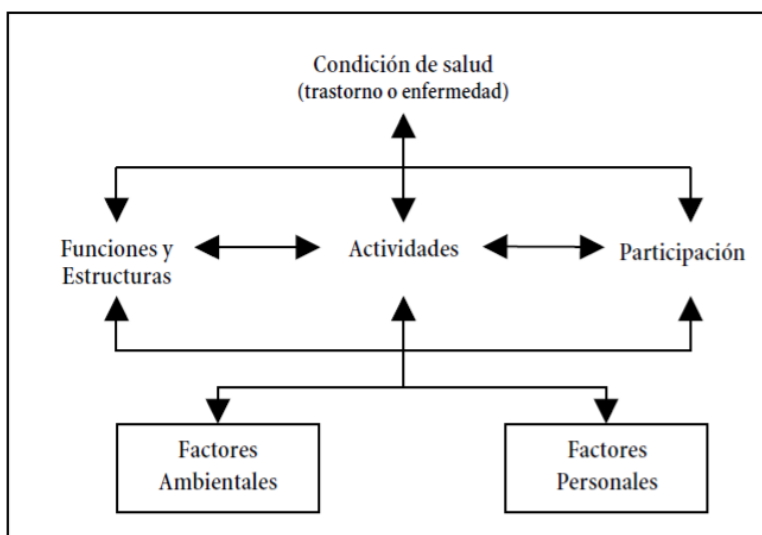 Condición de salud
(trastorno o enfermedad)
Funciones y
Estructuras
Actividades
Participación
Factores
Ambientales
Factores
Personales